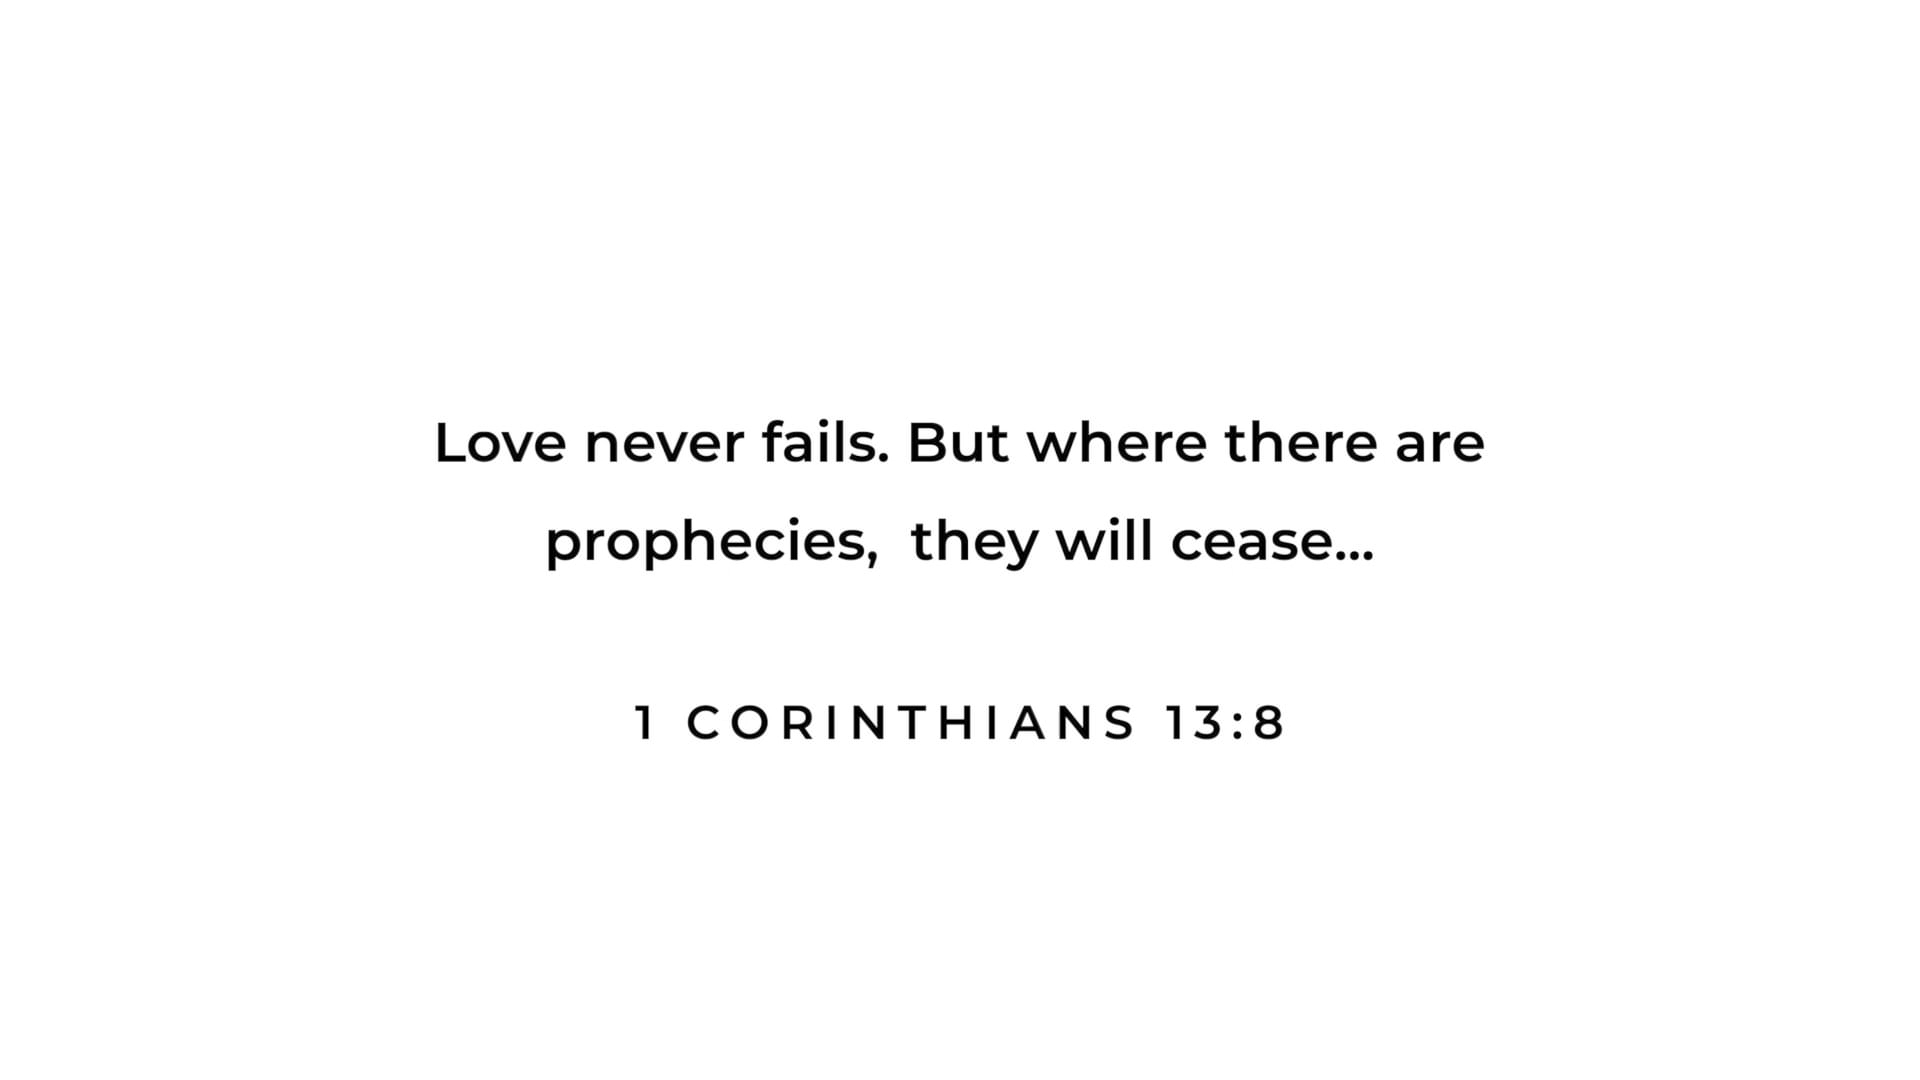 Love never fails. But where there are
prophecies,  they will cease...
1 CORINTHIANS 13:8